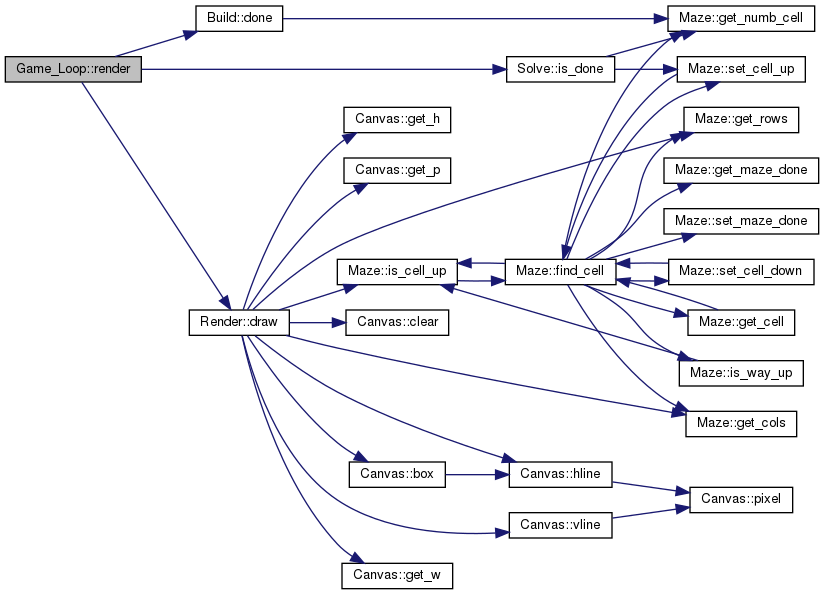 Build::done
Maze::get_numb_cell
Game_Loop::render
Solve::is_done
Maze::set_cell_up
Canvas::get_h
Maze::get_rows
Canvas::get_p
Maze::get_maze_done
Maze::set_maze_done
Maze::is_cell_up
Maze::find_cell
Maze::set_cell_down
Render::draw
Canvas::clear
Maze::get_cell
Maze::is_way_up
Maze::get_cols
Canvas::box
Canvas::hline
Canvas::pixel
Canvas::vline
Canvas::get_w